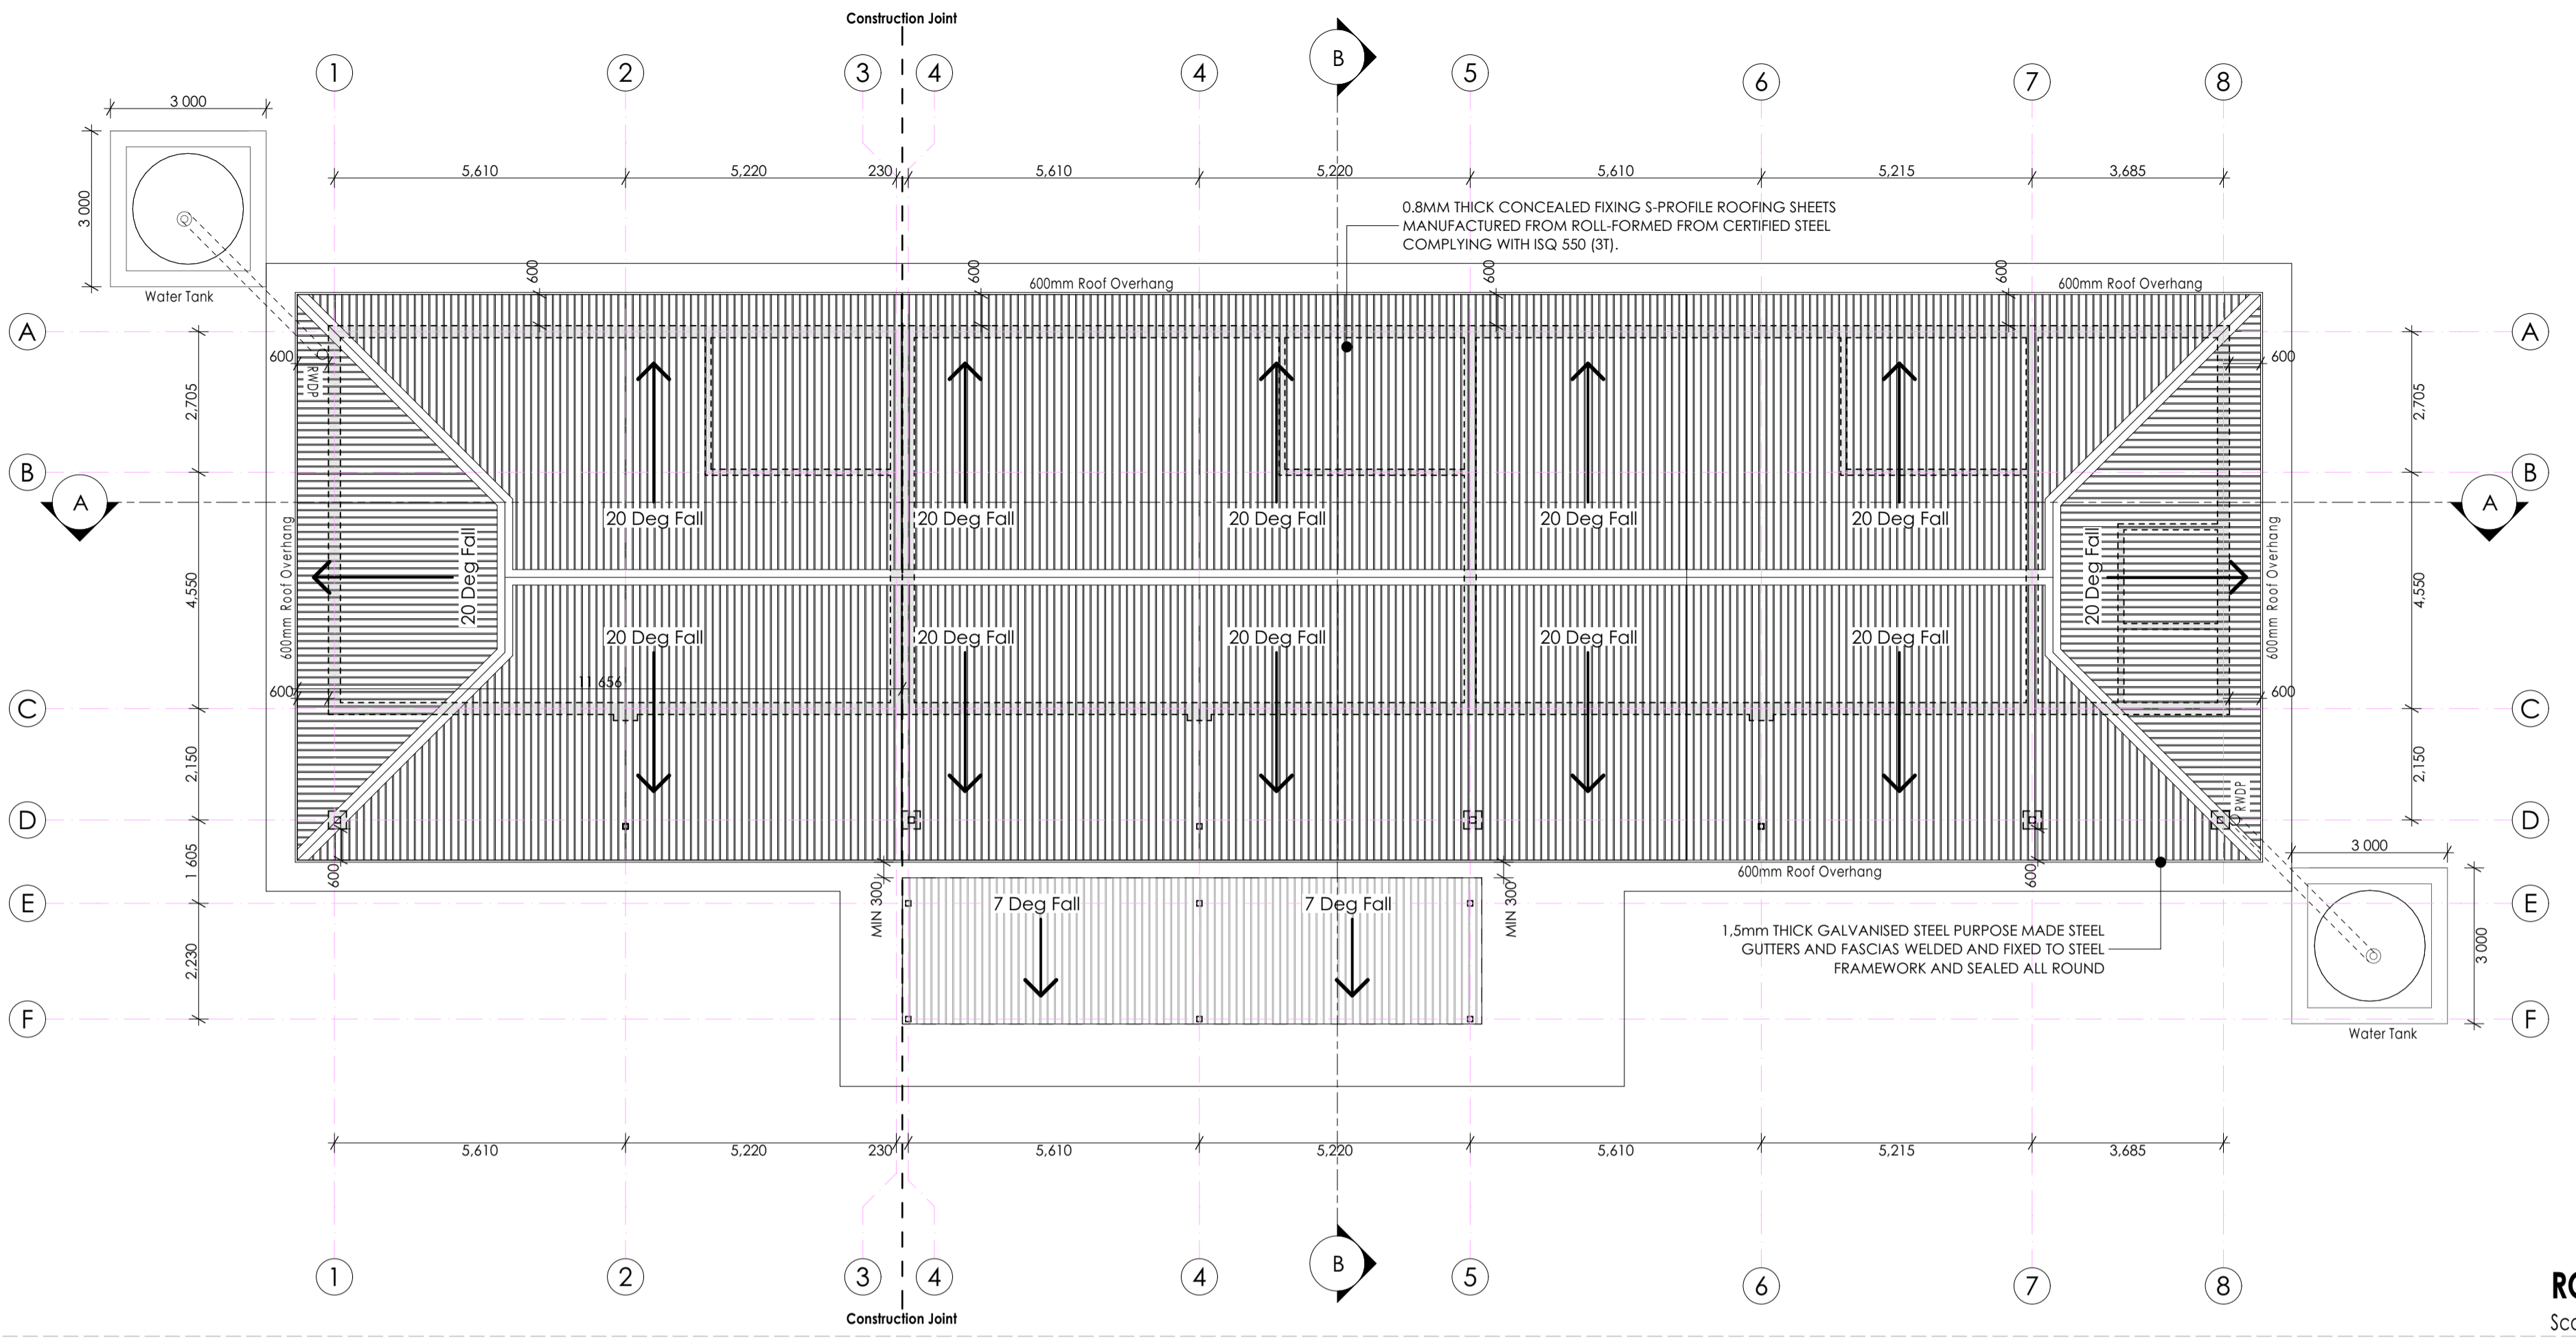 Construction Joint
1
2
3
4
4
B
5
6
7
8
3 000
3 000
Water Tank
5,610
5,220
230
5,610
5,220
5,610
5,215
3,685
0.8MM THICK CONCEALED FIXING S-PROFILE ROOFING SHEETS
MANUFACTURED FROM ROLL-FORMED FROM CERTIFIED STEEL
COMPLYING WITH ISQ 550 (3T).
600
600
600
600
600mm Roof Overhang
600mm Roof Overhang
A
A
600
600
RWDP
2,705
2,705
B
B
A
A
20 Deg Fall
20 Deg Fall
20 Deg Fall
20 Deg Fall
20 Deg Fall
600mm Roof Overhang
20 Deg Fall
20 Deg Fall
600mm Roof Overhang
4,550
4,550
20 Deg Fall
20 Deg Fall
20 Deg Fall
20 Deg Fall
20 Deg Fall
11 656
600
600
C
C
2,150
2,150
RWDP
D
D
600
600
600mm Roof Overhang
3 000
1 605
MIN 300
MIN 300
E
7 Deg Fall
7 Deg Fall
E
1,5mm THICK GALVANISED STEEL PURPOSE MADE STEEL
GUTTERS AND FASCIAS WELDED AND FIXED TO STEEL
FRAMEWORK AND SEALED ALL ROUND
2,230
3 000
F
F
Water Tank
5,610
5,220
230
5,610
5,220
5,610
5,215
3,685
1
2
3
4
4
B
5
6
7
8
Construction Joint